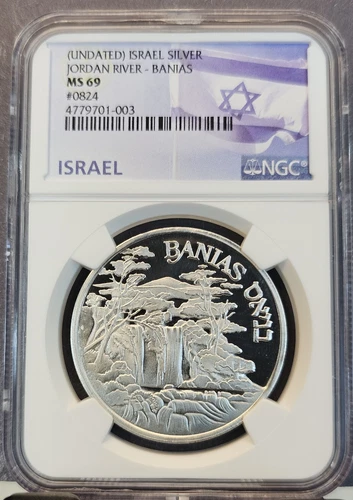 (UNDATED) ISRAEL SILVER
JORDAN RIVER - BANIAS
MS 69
#0824
4779701-003
ISRAEL
NGC
BANIAS
בניאס